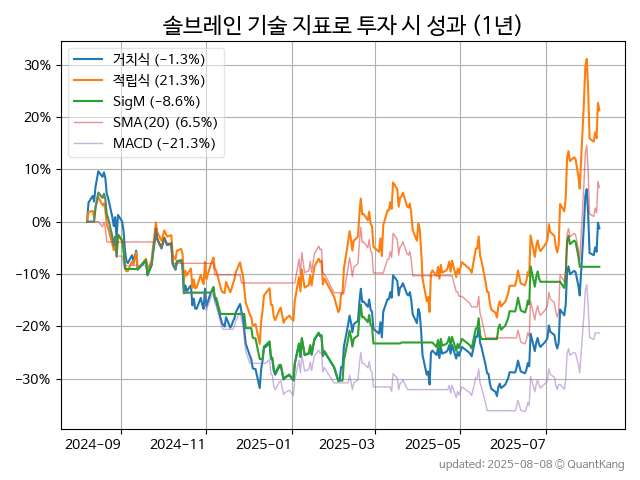 솔브레인 기술 지표로 투자 시 성과 (1년)
거치식 (−1.3%)
적립식 (21.3%)
SigM (−8.6%)
SMA(20) (6.5%)
MACD (−21.3%)
30%
20%
10%
0%
−10%
−20%
−30%
2024-09
2024-11
2025-01
2025-03
2025-05
2025-07
updated: 2025-08-08 © QuantKang